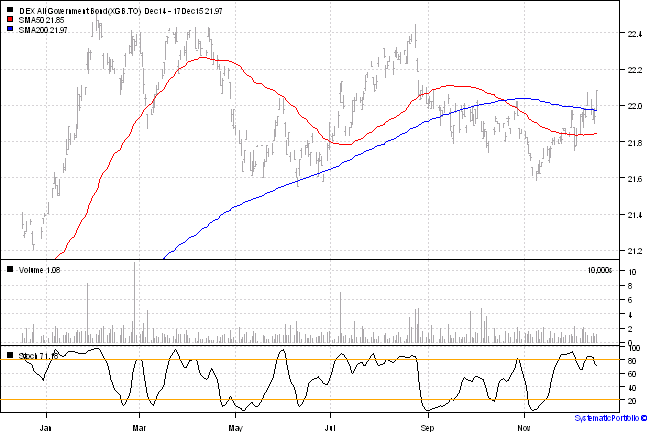 DEX All Government Bond(XGB.TO) Dec14 - 17Dec15 21.97
SMA50 21.85
SMA200 21.97
22.4
22.2
22.0
21.8
21.6
21.4
21.2
Volume 1.08
10,000s
10
8
6
4
2
0
Stoch 71.
100
80
60
40
20
Jan Mar May Jul Sep Nov
SystematicPortfolio ©